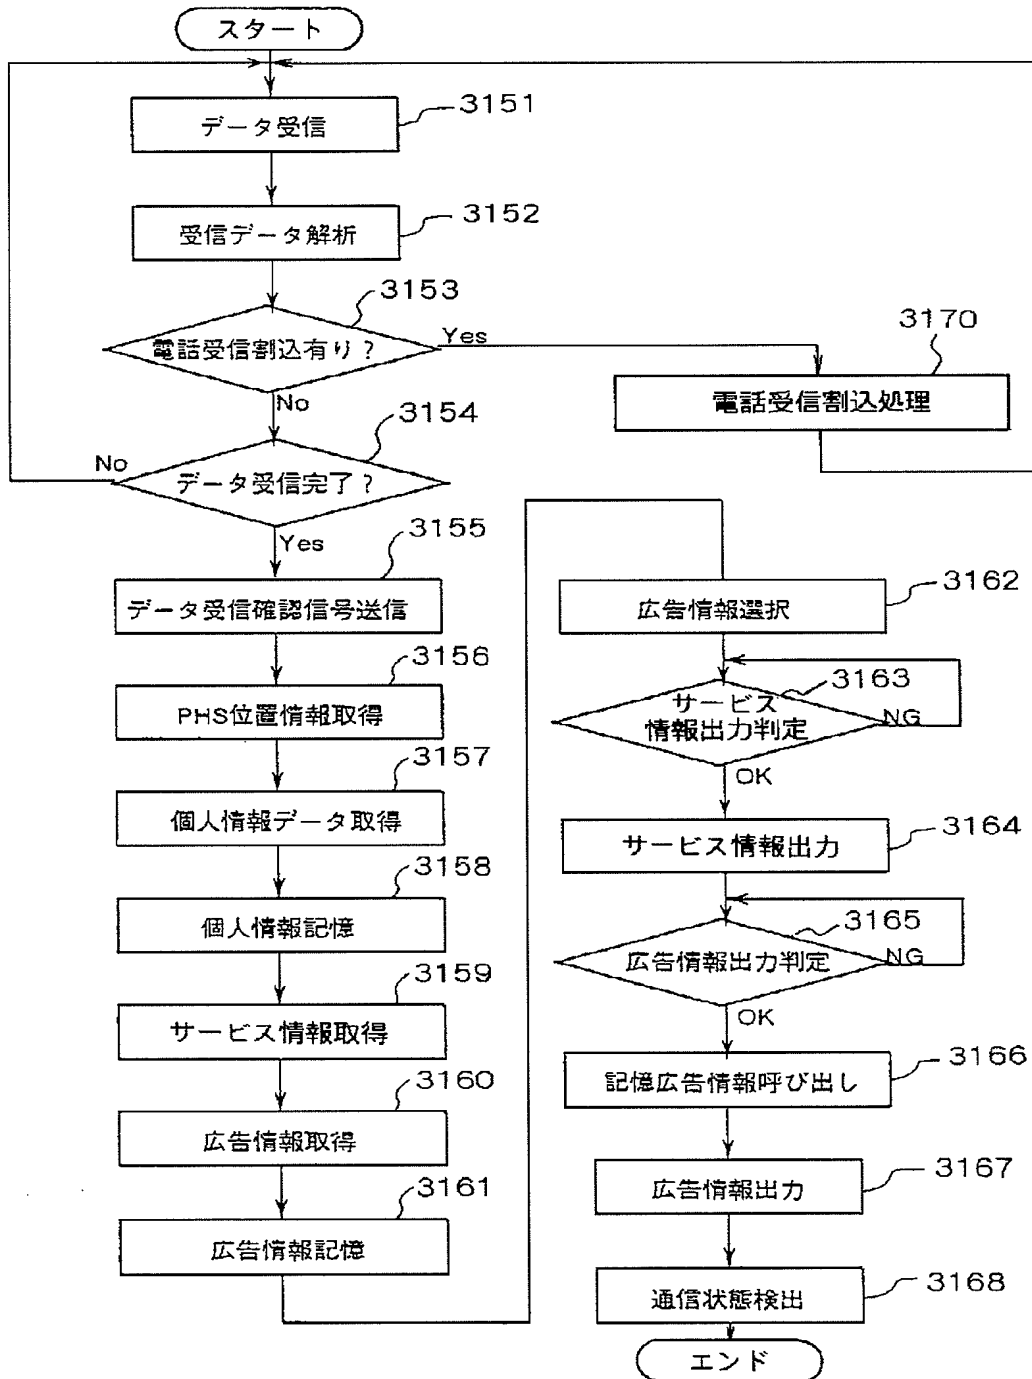 スタート
3151
データ受信
3152
受信データ解析
3153
電話受信割込有り？
Yes
No
3170
電話受信割込処理
3154
データ受信完了？
No
Yes
3155
データ受信確認信号送信
3156
PHS位置情報取得
3157
個人情報データ取得
3158
個人情報記憶
3159
サービス情報取得
3160
広告情報取得
3161
広告情報記憶
3162
広告情報選択
3163
サービス
情報出力判定
NG
OK
3164
サービス情報出力
3165
広告情報出力判定
NG
OK
3166
記憶広告情報呼び出し
3167
広告情報出力
3168
通信状態検出
エンド